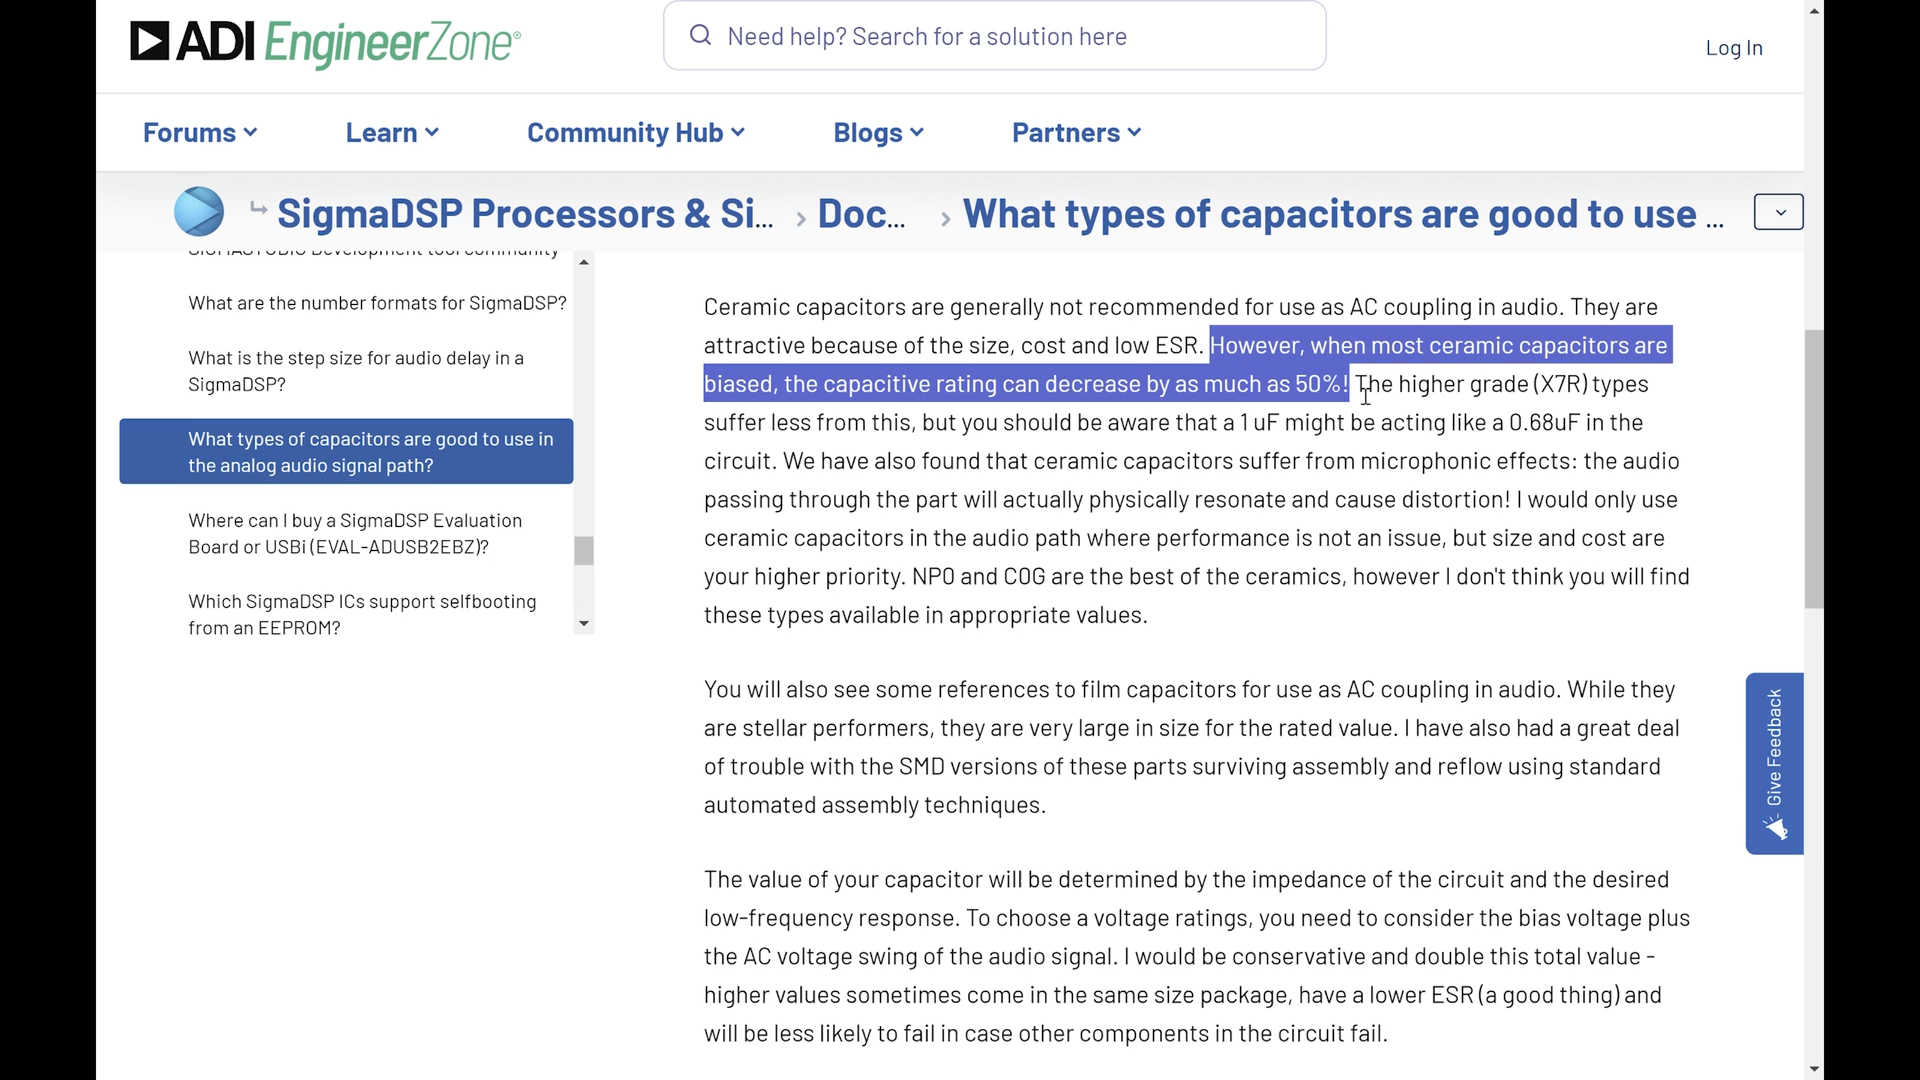 ADI EngineerZone®
Need help? Search for a solution here
Log In
Forums
Learn
Community Hub
Blogs
Partners
SigmaDSP Processors & Si...
Doc...
What types of capacitors are good to use ...
SIGMASTUDIO Development tool community
What are the number formats for SigmaDSP?
What is the step size for audio delay in a
SigmaDSP?
What types of capacitors are good to use in
the analog audio signal path?
Where can I buy a SigmaDSP Evaluation
Board or USBi (EVAL-ADUSB2EBZ)?
Which SigmaDSP ICs support selfbooting
from an EEPROM?
Ceramic capacitors are generally not recommended for use as AC coupling in audio. They are
attractive because of the size, cost and low ESR. However, when most ceramic capacitors are
biased, the capacitive rating can decrease by as much as 50%! The higher grade (X7R) types
suffer less from this, but you should be aware that a 1 uF might be acting like a 0.68uF in the
circuit. We have also found that ceramic capacitors suffer from microphonic effects: the audio
passing through the part will actually physically resonate and cause distortion! I would only use
ceramic capacitors in the audio path where performance is not an issue, but size and cost are
your higher priority. NP0 and C0G are the best of the ceramics, however I don't think you will find
these types available in appropriate values.
You will also see some references to film capacitors for use as AC coupling in audio. While they
are stellar performers, they are very large in size for the rated value. I have also had a great deal
of trouble with the SMD versions of these parts surviving assembly and reflow using standard
automated assembly techniques.
The value of your capacitor will be determined by the impedance of the circuit and the desired
low-frequency response. To choose a voltage ratings, you need to consider the bias voltage plus
the AC voltage swing of the audio signal. I would be conservative and double this total value -
higher values sometimes come in the same size package, have a lower ESR (a good thing) and
will be less likely to fail in case other components in the circuit fail.
Give Feedback